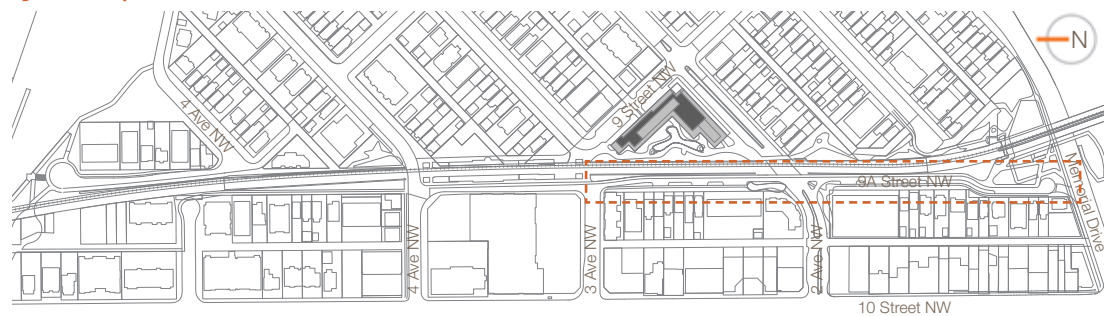 N
4 Ave NW
9 Street NW
9A Street NW
Memorial Drive
4 Ave NW
3 Ave NW
2 Ave NW
10 Street NW